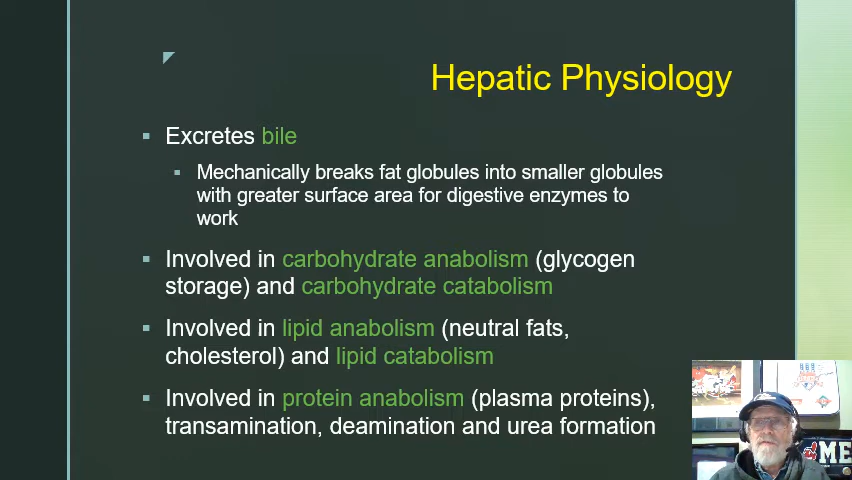 Hepatic Physiology
Excretes bile
Mechanically breaks fat globules into smaller globules
with greater surface area for digestive enzymes to
work
Involved in carbohydrate anabolism (glycogen
storage) and carbohydrate catabolism
Involved in lipid anabolism (neutral fats,
cholesterol) and lipid catabolism
Involved in protein anabolism (plasma proteins),
transamination, deamination and urea formation
ME